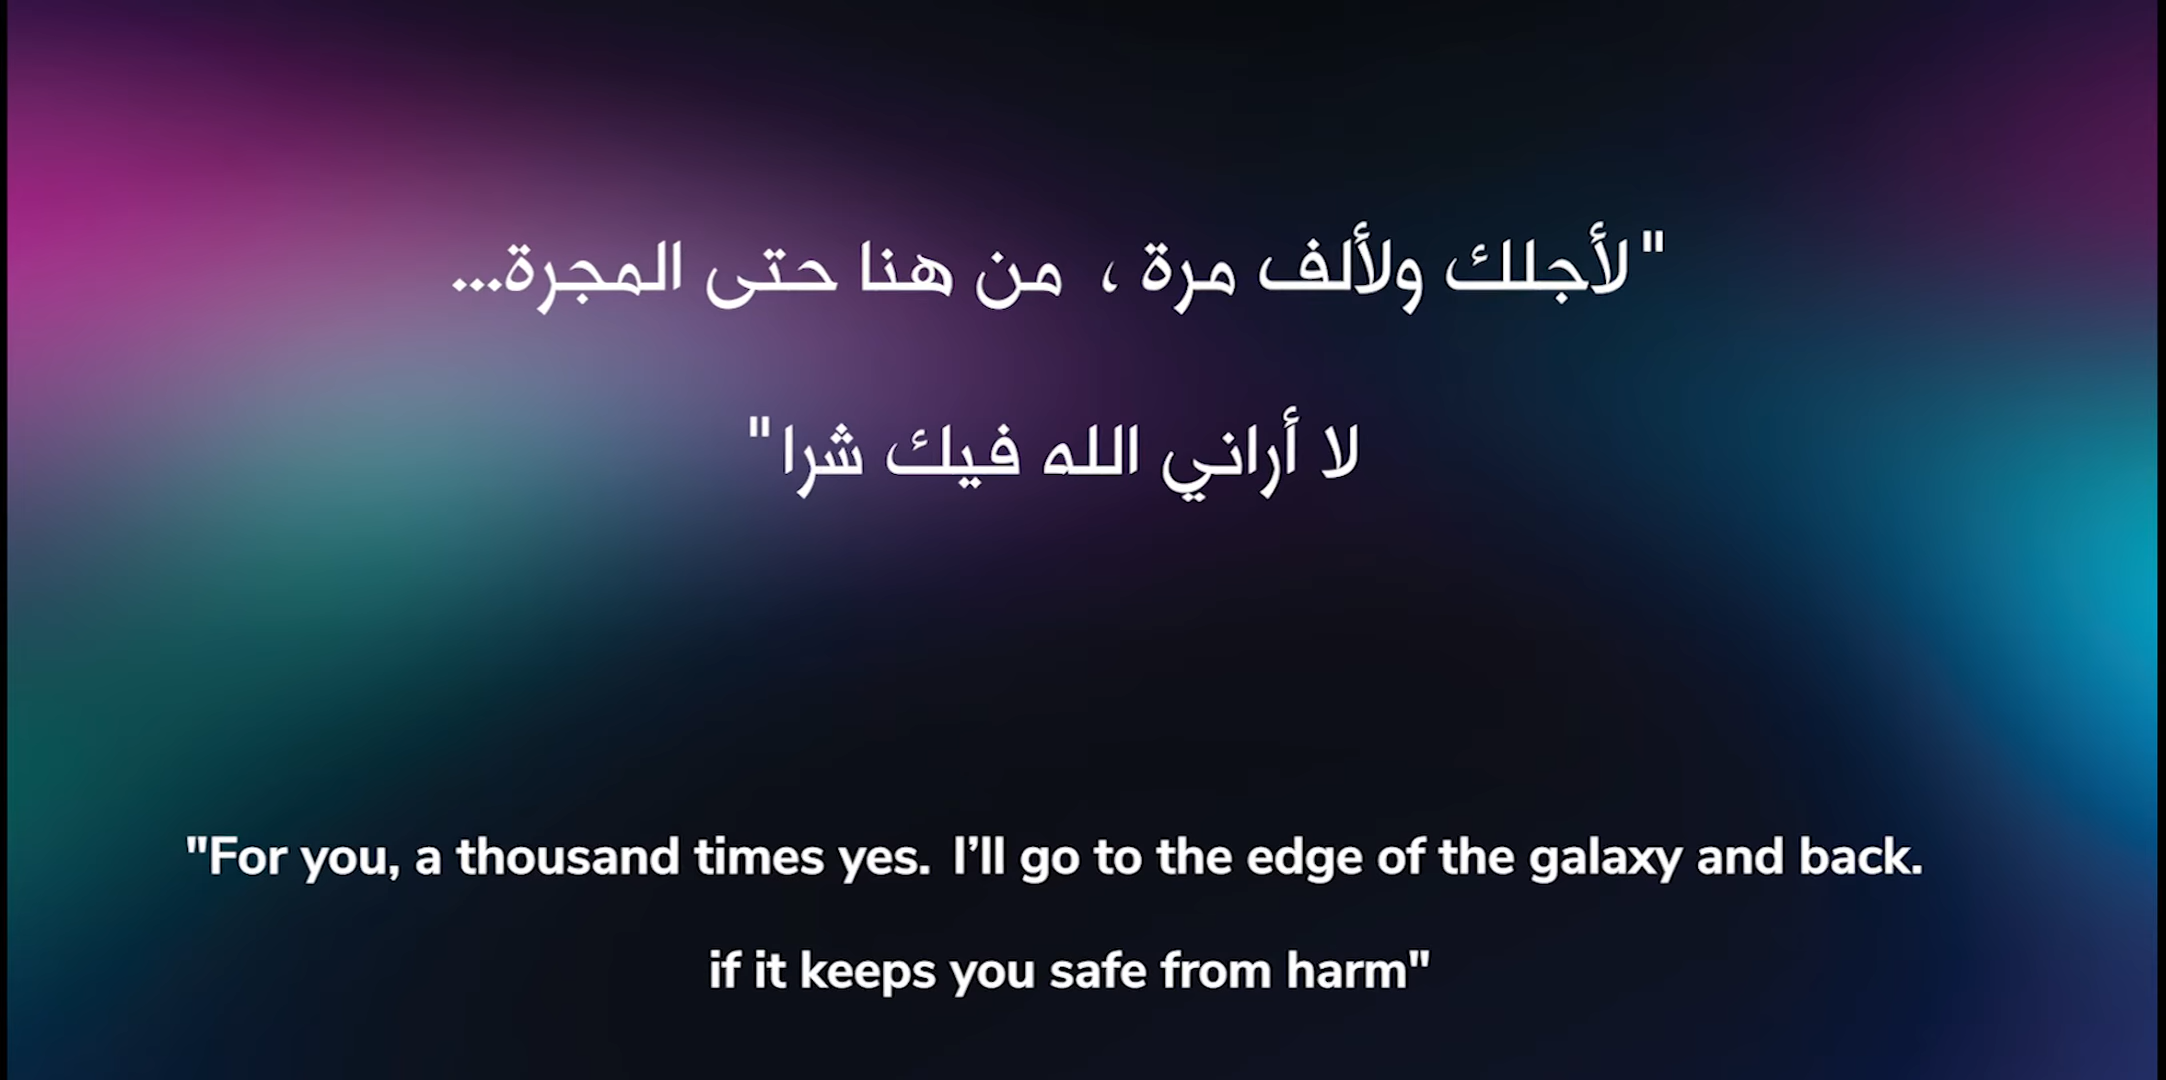 "لأجلك ولألف مرة ، من هنا حتى المجرة...
لا أراني الله فيك شرا"
"For you, a thousand times yes. I’ll go to the edge of the galaxy and back.
if it keeps you safe from harm"